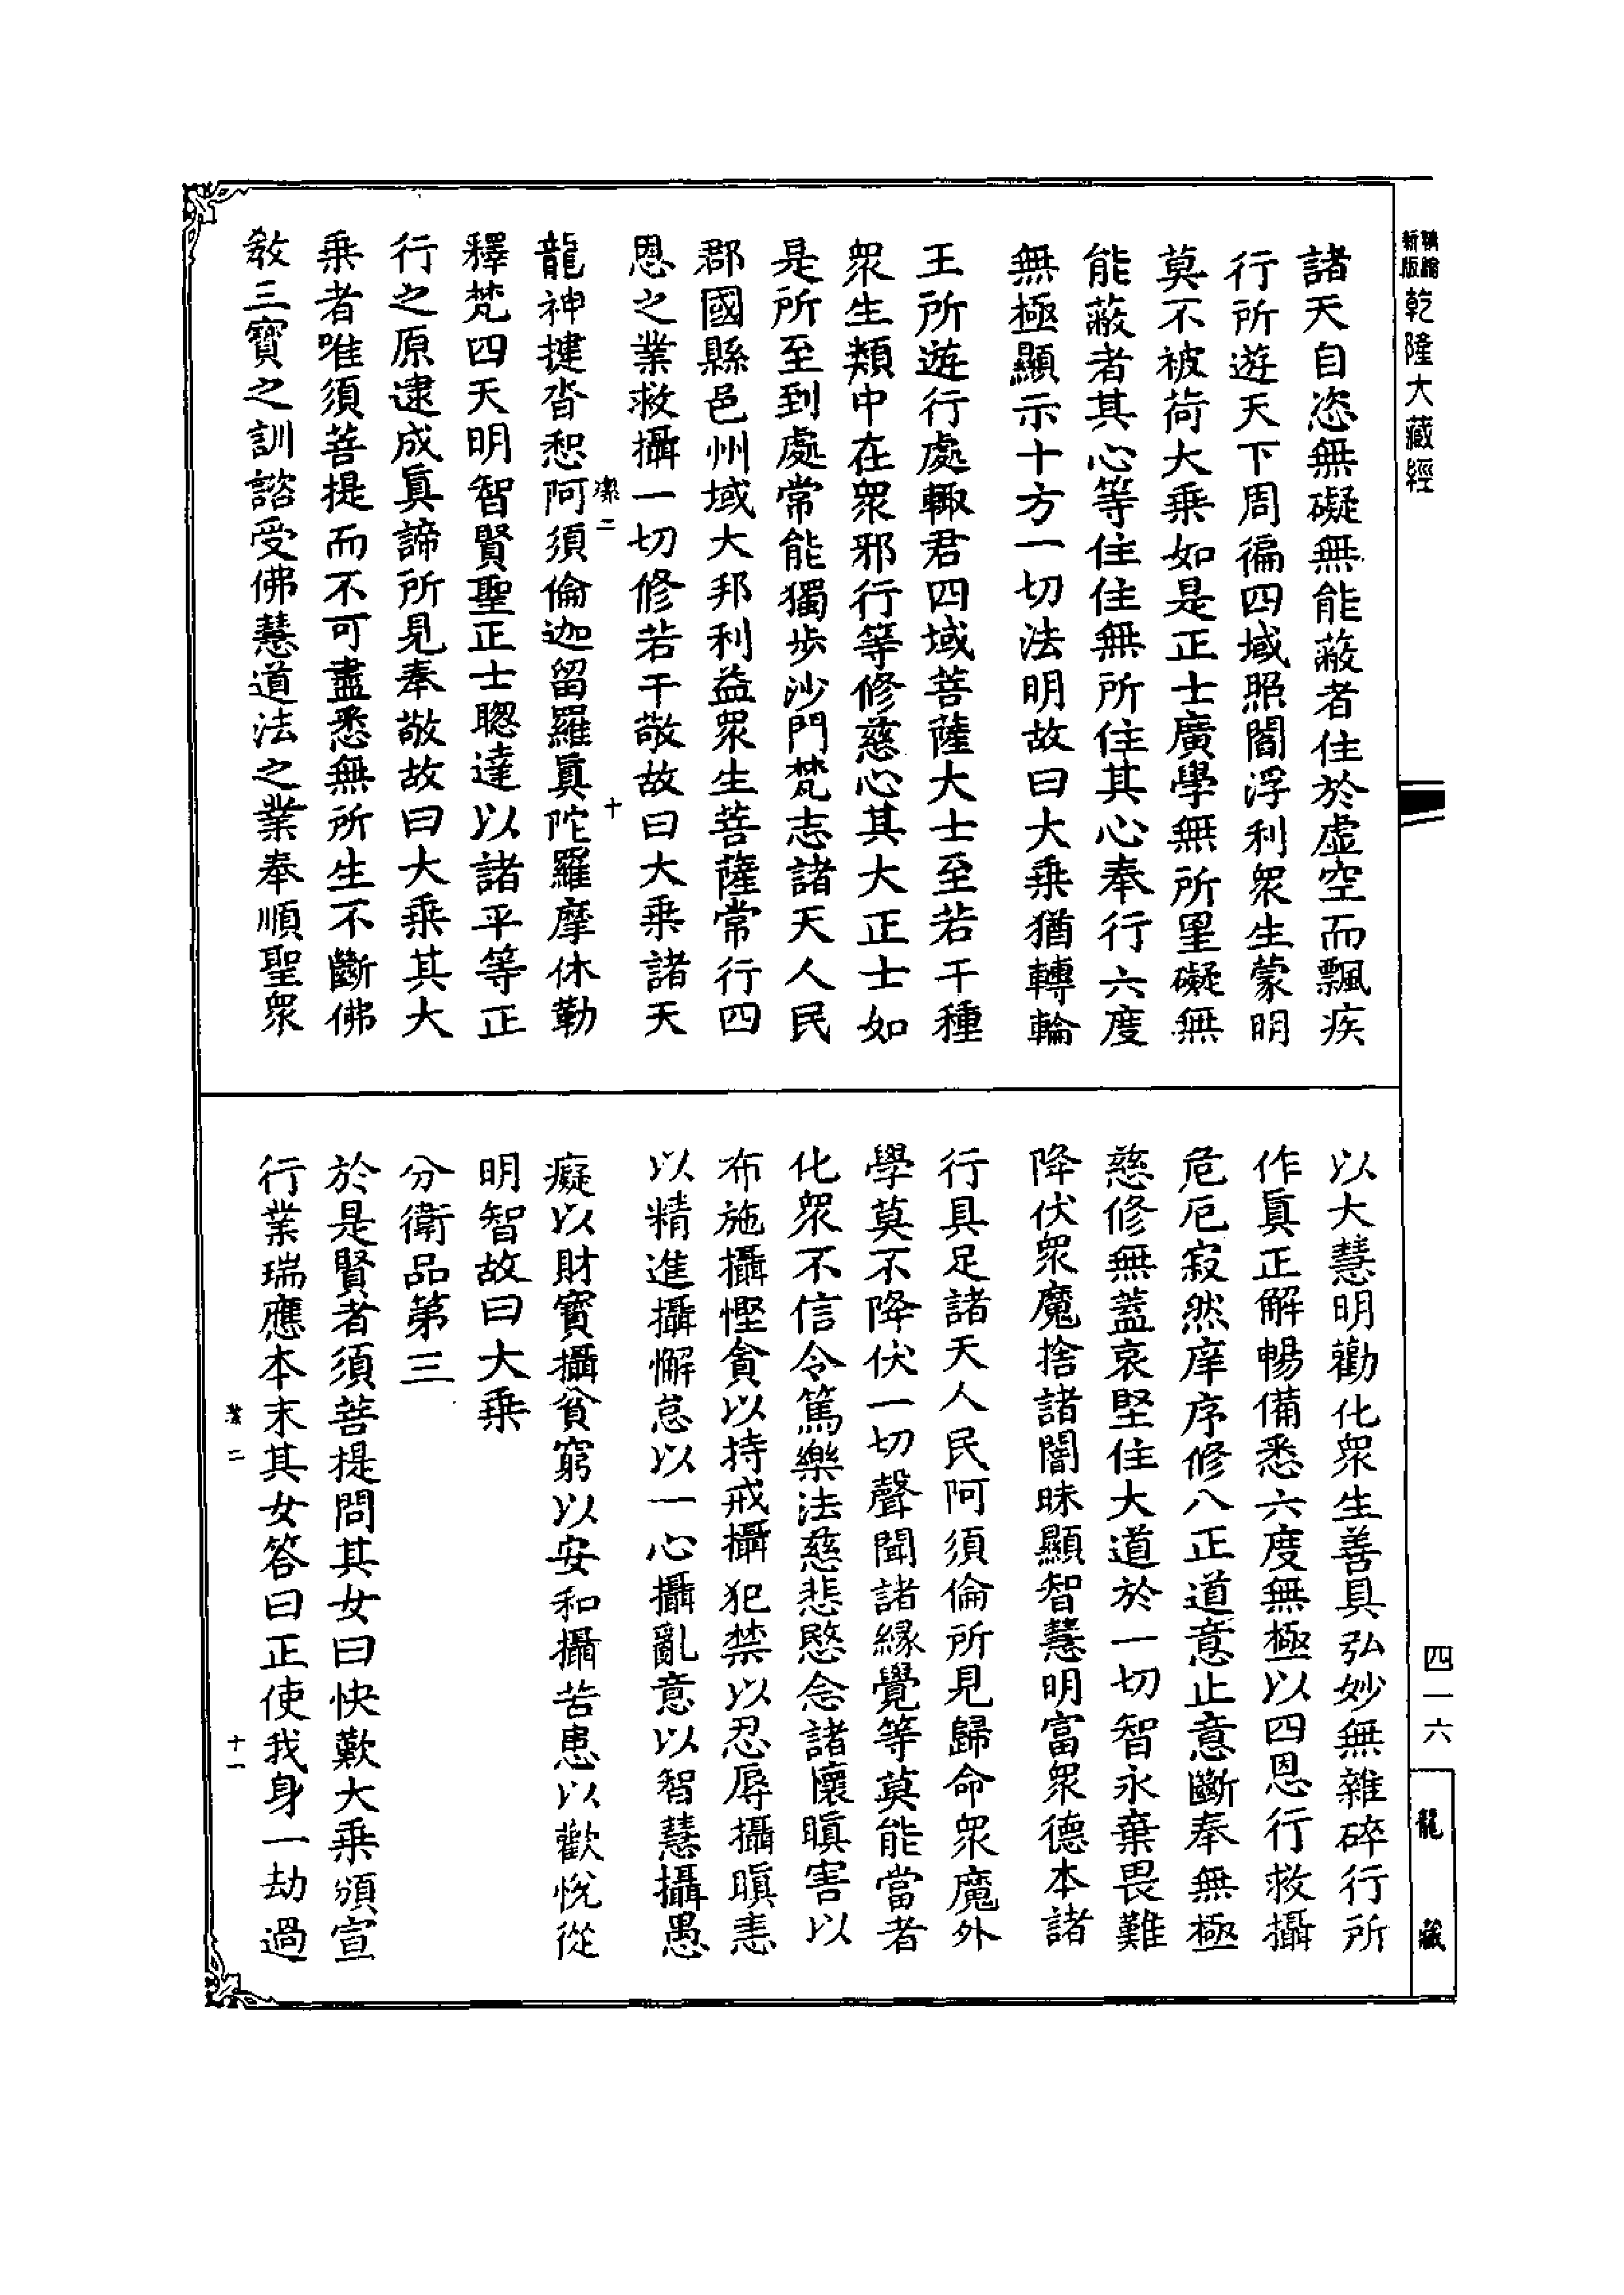 新版
乾隆大藏經
諸天自恣無礙無能蔽者住於虛空而飄疾
行所遊天下周徧四域照閻浮利衆生蒙明
莫不被荷大乗如是正士廣學無所罣礙無
能蔽者其心等住住無所住其心奉行六度
無極顯示十方一切法明故曰大乗猶轉輪
王所遊行處輙君四域菩薩大士至若干種
衆生類中在衆邪行等修慈心其大正士如
是所至到處常能獨步沙門梵志諸天人民
郡國縣邑州域大邦利益衆生菩薩常行四
恩之業救攝一切修若干敬故曰大乗諸天
二 十
龍神揵沓惒阿須倫迦留羅眞陀羅摩休勒
釋梵四天明智賢聖正士聦達以諸平等正
行之原逮成眞諦所見奉敬故曰大乗其大
乗者唯須菩提而不可盡悉無所生不斷佛
敎三寳之訓諮受佛慧道法之業奉順聖衆
以大慧明勸化衆生善具弘妙無雜碎行所
作眞正解暢備悉六度無極以四恩行救攝
危厄寂然庠序修八正道意止意斷奉無極
慈修無蓋哀堅住大道於一切智永棄畏難
降伏衆魔捨諸闇昧顯智慧明富衆德本諸
行具足諸天人民阿須倫所見歸命衆魔外
學莫不降伏一切聲聞諸縁覺等莫能當者
化衆不信令篤樂法慈悲愍念諸懷瞋害以
布施攝慳貪以持戒攝犯禁以忍辱攝瞋恚
以精進攝懈怠以一心攝亂意以智慧攝愚
癡以財寳攝貧窮以安和攝苦患以歡悅從
明智故曰大乗
分衛品第三
於是賢者須菩提問其女曰快歎大乗頒宣
行業瑞應本末其女答曰正使我身一劫過
二 十一
四一六
龍藏